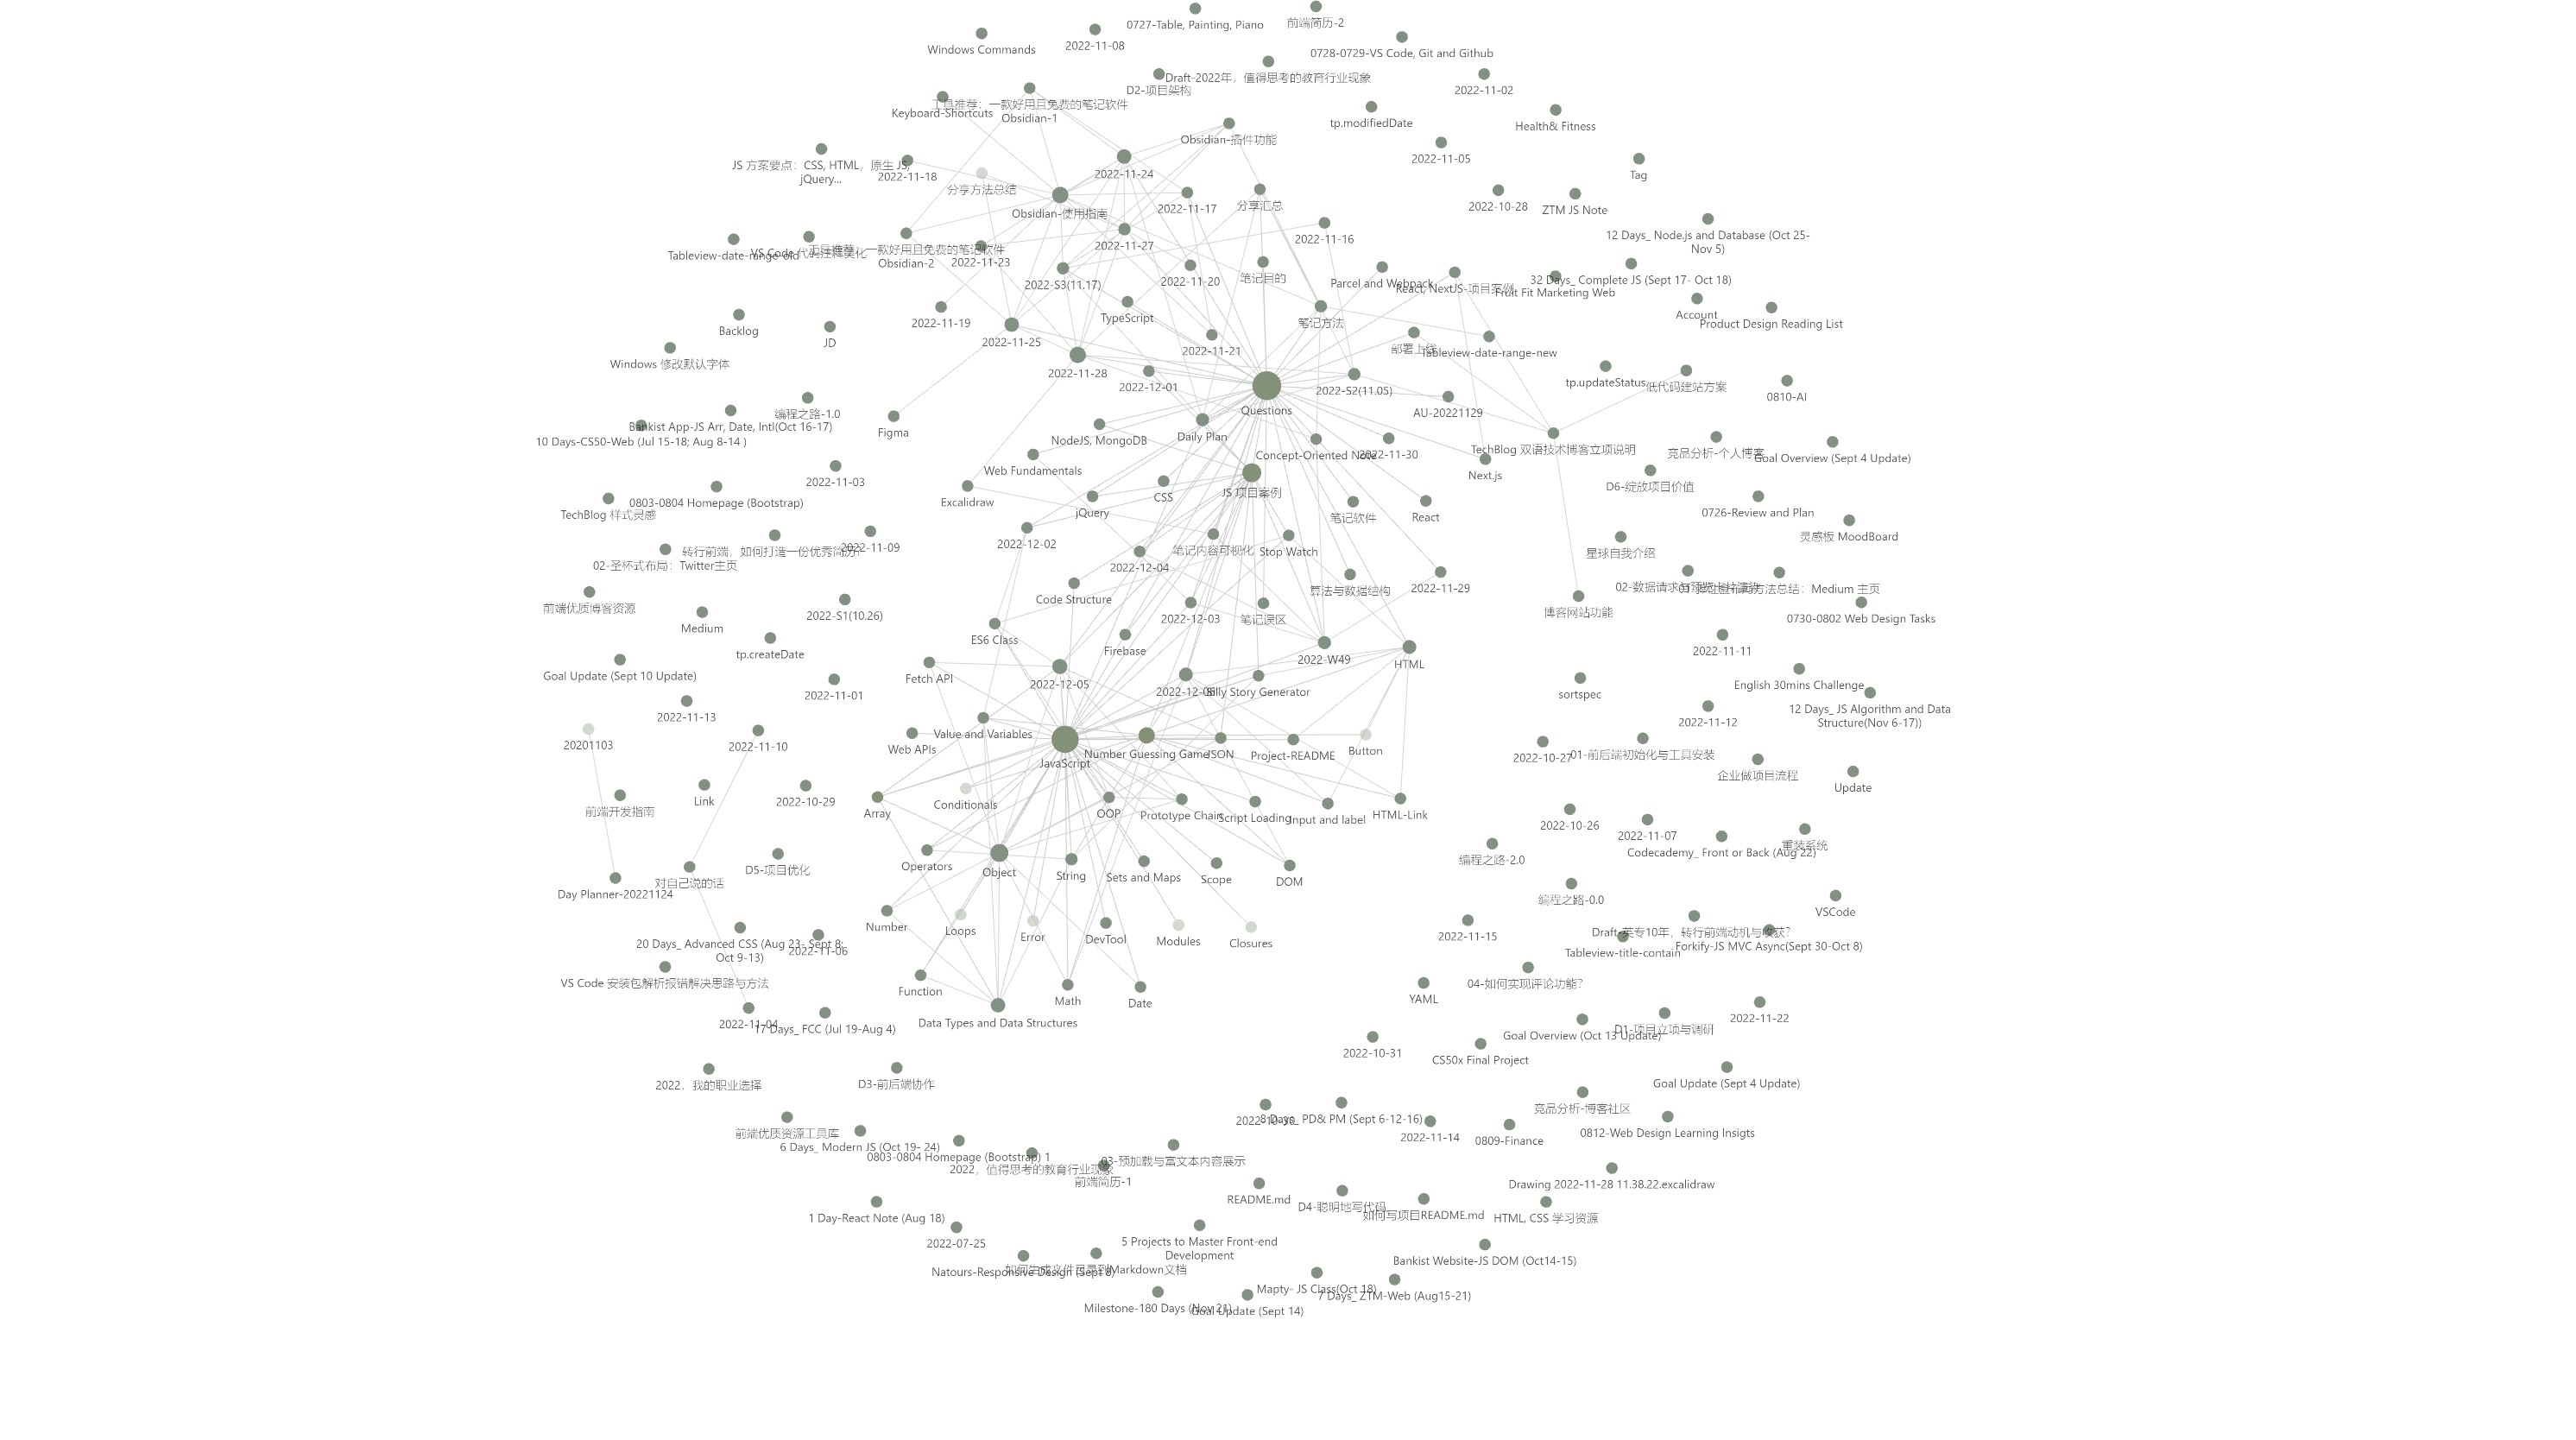 0727-Table, Painting, Piano
前端简历-2
Windows Commands
2022-11-08
0728-0729-VS Code, Git and Github
Draft-2022年，值得思考的教育行业现象
D2-项目架构
2022-11-02
工具推荐：一款好用且免费的笔记软件
Obsidian-1
Keyboard-Shortcuts
tp.modifiedDate
Health& Fitness
Obsidian-插件功能
2022-11-05
JS 方案要点：CSS, HTML，原生 JS,
jQuery...
2022-11-18
2022-11-24
Tag
分享方法总结
2022-11-17
分享汇总
2022-10-28
ZTM JS Note
Obsidian-使用指南
2022-11-16
12 Days_ Node.js and Database (Oct 25-
Nov 5)
Tableview-date-range-old
VS Code 代码注释美化
工具推荐：一款好用且免费的笔记软件
Obsidian-2
2022-11-23
2022-11-27
2022-S3(11.17)
2022-11-20
笔记目的
Parcel and Webpack
React, NextJS-项目案例
32 Days_ Complete JS (Sept 17- Oct 18)
Fruit Fit Marketing Web
2022-11-19
TypeScript
笔记方法
Account
Product Design Reading List
Backlog
JD
2022-11-25
2022-11-21
部署上线
Tableview-date-range-new
Windows 修改默认字体
2022-11-28
2022-12-01
2022-S2(11.05)
tp.updateStatus
低代码建站方案
0810-AI
编程之路-1.0
Questions
AU-20221129
Bankist App-JS Arr, Date, Intl(Oct 16-17)
10 Days-CS50-Web (Jul 15-18; Aug 8-14 )
Figma
NodeJS, MongoDB
Daily Plan
Concept-Oriented Note
2022-11-30
TechBlog 双语技术博客立项说明
竞品分析-个人博客
Goal Overview (Sept 4 Update)
2022-11-03
Web Fundamentals
Next.js
D6-绽放项目价值
0803-0804 Homepage (Bootstrap)
Excalidraw
CSS
JS 项目案例
TechBlog 样式灵感
jQuery
笔记软件
React
0726-Review and Plan
灵感板 MoodBoard
转行前端，如何打造一份优秀简历?
2022-11-09
2022-12-02
笔记内容可视化
Stop Watch
星球自我介绍
02-圣杯式布局：Twitter主页
2022-12-04
算法与数据结构
2022-11-29
Medium 主页
前端优质博客资源
Code Structure
2022-S1(10.26)
2022-12-03
笔记误区
博客网站功能
0730-0802 Web Design Tasks
Medium
ES6 Class
Firebase
2022-W49
HTML
2022-11-11
tp.createDate
Goal Update (Sept 10 Update)
Fetch API
2022-12-05
2022-12-06
Silly Story Generator
sortspec
English 30mins Challenge
2022-11-01
2022-11-13
12 Days_ JS Algorithm and Data
Structure(Nov 6-17))
2022-11-12
20201103
2022-11-10
Web APIs
Value and Variables
JavaScript
Number Guessing Game
JSON
Project-README
Button
2022-10-27
01-前后端初始化与工具安装
企业做项目流程
Update
Link
2022-10-29
Conditionals
前端开发指南
Array
OOP
Prototype Chain
Script Loading
Input and label
HTML-Link
2022-10-26
2022-11-07
重装系统
Codecademy_ Front or Back (Aug 22)
编程之路-2.0
D5-项目优化
Operators
Object
String
Sets and Maps
Scope
DOM
对自己说的话
Day Planner-20221124
编程之路-0.0
VSCode
Number
Loops
Error
DevTool
Modules
Closures
2022-11-15
Draft-英专10年，转行前端动机与收获?
Forkify-JS MVC Async(Sept 30-Oct 8)
Tableview-title-contain
20 Days_ Advanced CSS (Aug 23- Sept 8;
Oct 9-13)
2022-11-06
VS Code 安装包解析报错解决思路与方法
Function
Math
Date
YAML
04-如何实现评论功能?
2022-11-04
17 Days_ FCC (Jul 19-Aug 4)
Data Types and Data Structures
2022-11-22
Goal Overview (Oct 13 Update)
D1-项目立项与调研
2022-10-31
CS50x Final Project
2022，我的职业选择
D3-前后端协作
Goal Update (Sept 4 Update)
竞品分析-博客社区
2022-10-30
8 Days_ PD& PM (Sept 6-12-16)
2022-11-14
0809-Finance
0812-Web Design Learning Insigts
前端优质资源工具库
6 Days_ Modern JS (Oct 19- 24)
0803-0804 Homepage (Bootstrap) 1
2022，值得思考的教育行业现象
03-预加载与富文本内容展示
前端简历-1
Drawing 2022-11-28 11.38.22.excalidraw
README.md
D4-聪明地写代码
如何写项目README.md
HTML, CSS 学习资源
1 Day-React Note (Aug 18)
2022-07-25
5 Projects to Master Front-end
Development
Bankist Website-JS DOM (Oct14-15)
Natours-Responsive Design (Sept 8)
如何生成文件目录到Markdown文档
Mapty- JS Class(Oct 18)
7 Days_ ZTM-Web (Aug15-21)
Milestone-180 Days (Nov 21)
Goal Update (Sept 14)